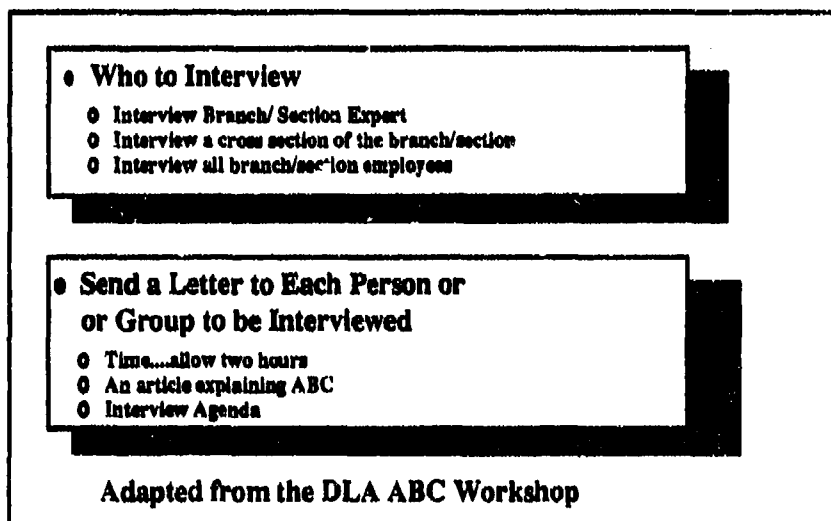 • Who to Interview
o Interview Branch/ Section Expert
o Interview a cross section of the branch/section
o Interview all branch/section employees
• Send a Letter to Each Person or
or Group to be Interviewed
o Time....allow two hours
o An article explaining ABC
o Interview Agenda
Adapted from the DLA ABC Workshop